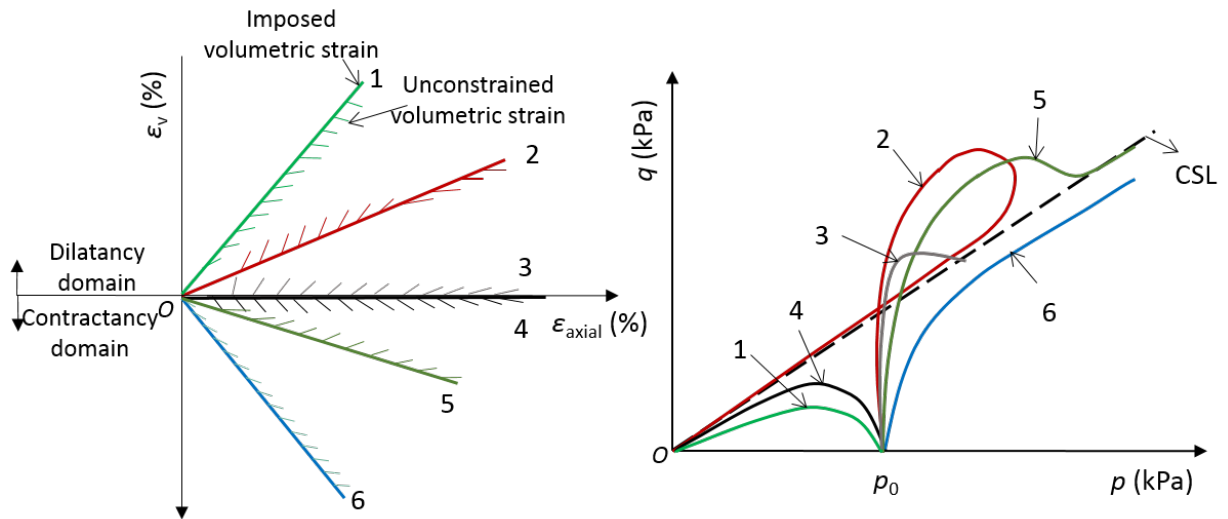 Imposed
volumetric strain
1
Unconstrained
volumetric strain
εv (%)
2
Dilatancy
domain
3
O
Contractancy
domain
4
εaxial (%)
5
6
q (kPa)
2
5
CSL
3
4
6
1
O
p0
p (kPa)